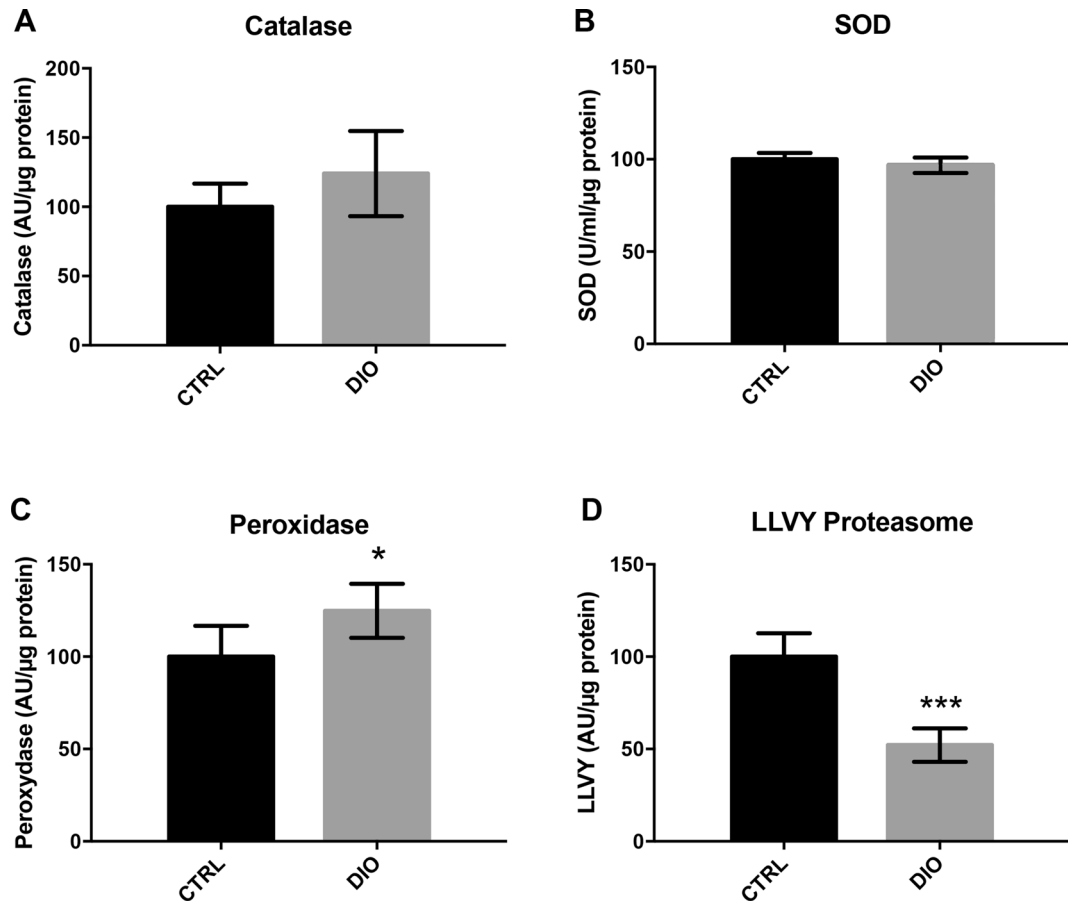 A
Catalase
Catalase (AU/µg protein)
200
150
100
50
0
CTRL
DIO
B
SOD
SOD (U/ml/µg protein)
150
100
50
0
CTRL
DIO
C
Peroxidase
Peroxydase (AU/µg protein)
150
100
50
0
*
CTRL
DIO
D
LLVY Proteasome
LLVY (AU/µg protein)
150
100
50
0
***
CTRL
DIO